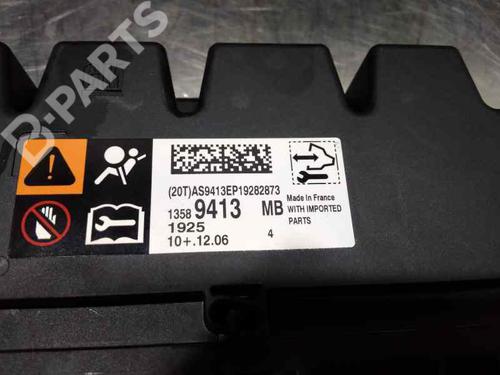 B-PARTS
(20T)AS9413EP19282873
1358 9413 MB
1925
10+.12.06 4
Made In France
WITH IMPORTED
PARTS